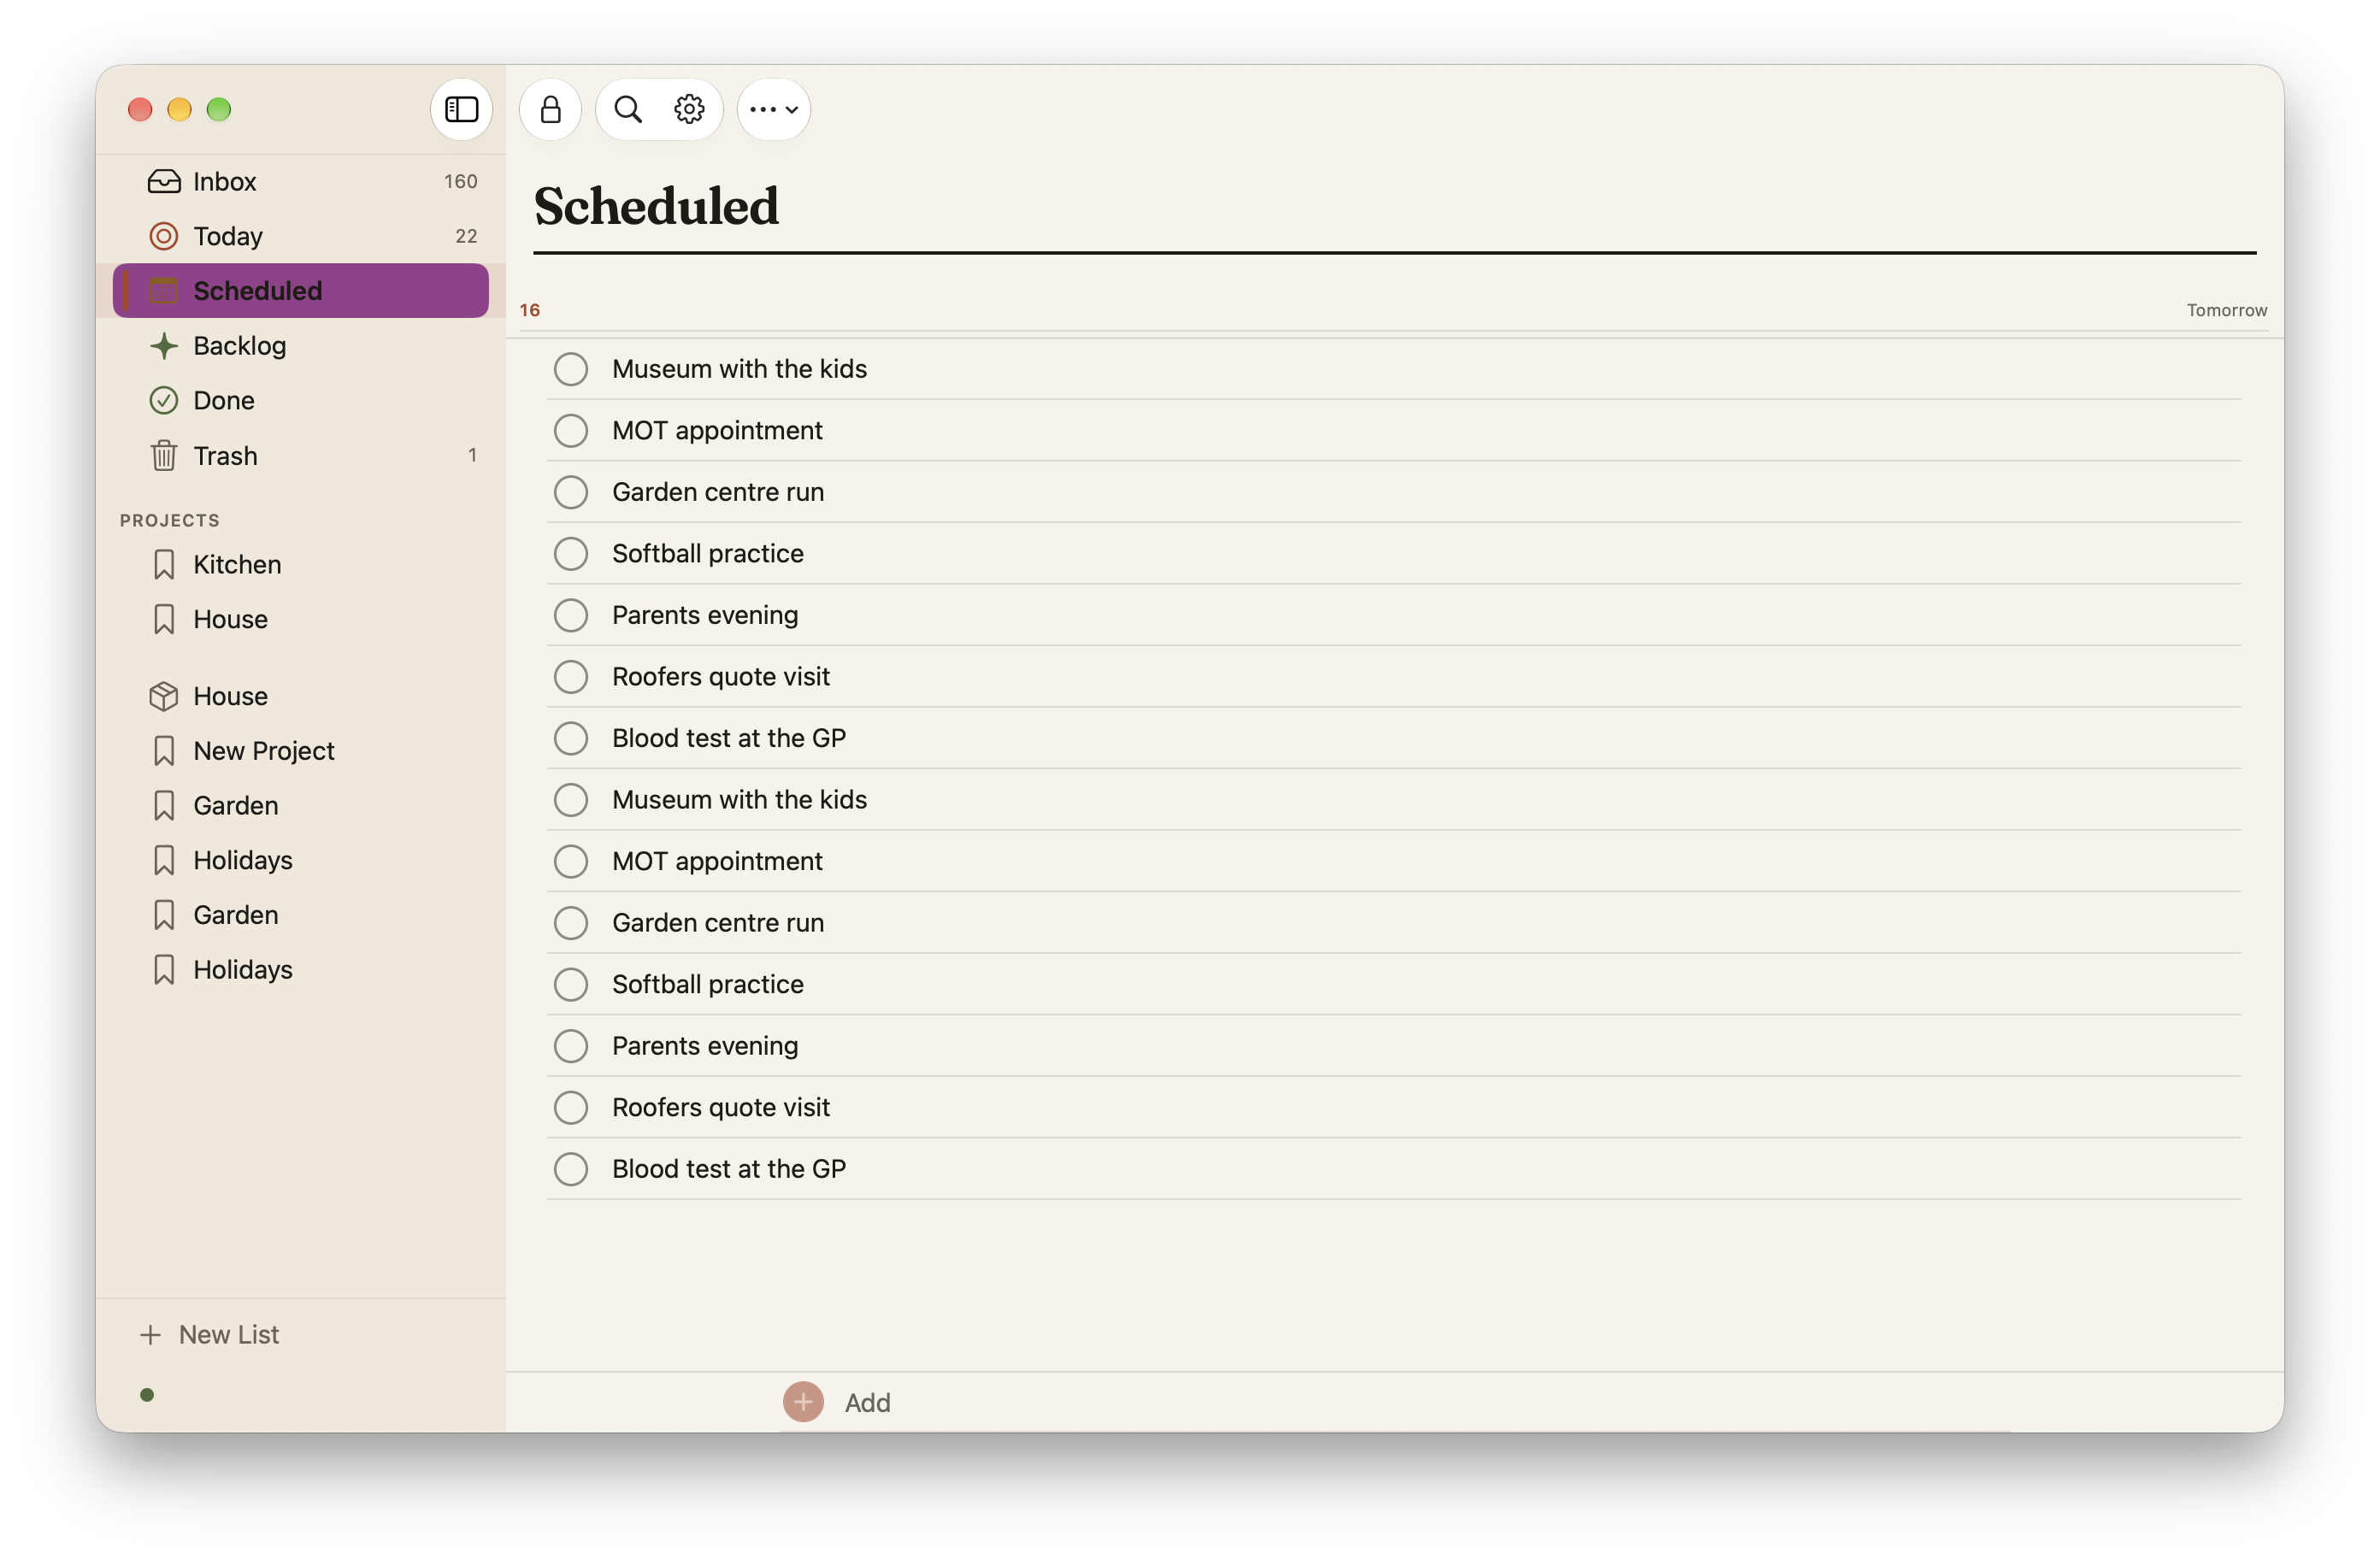 Inbox 160
Today 22
Scheduled
Backlog
Done
Trash 1
PROJECTS
Kitchen
House
House
New Project
Garden
Holidays
Garden
Holidays
New List
Scheduled
16 Tomorrow
Museum with the kids
MOT appointment
Garden centre run
Softball practice
Parents evening
Roofers quote visit
Blood test at the GP
Museum with the kids
MOT appointment
Garden centre run
Softball practice
Parents evening
Roofers quote visit
Blood test at the GP
Add